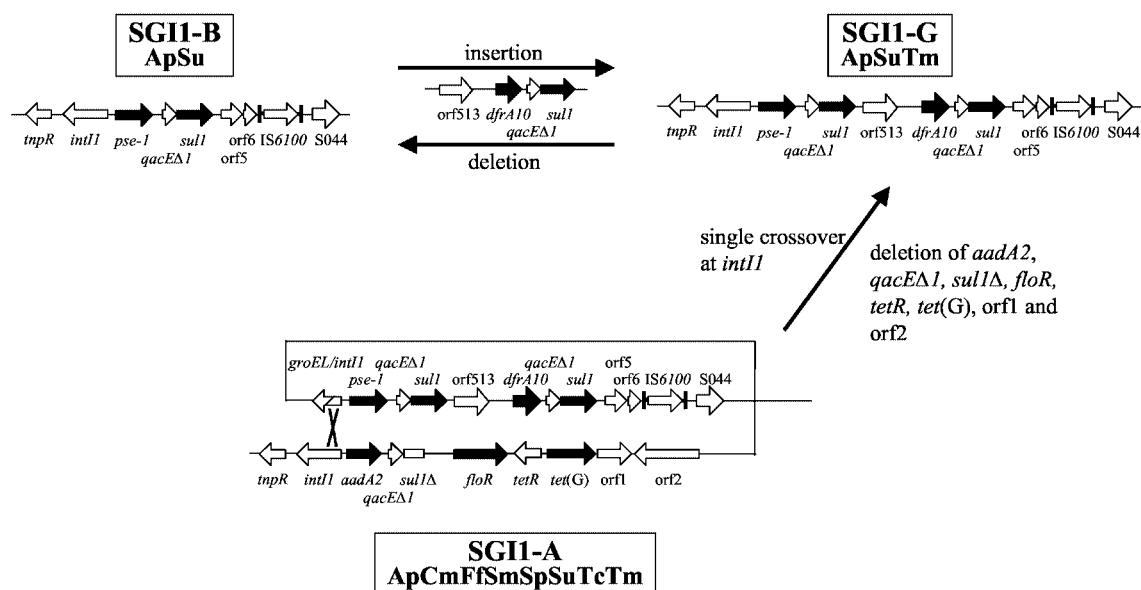 SGI1-B
ApSu
tnpR intI1 pse-1 sul1 orf6 IS6100 S044
qacEΔ1 orf5
insertion
orf513 dfrA10 sul1
qacEΔ1
deletion
SGI1-G
ApSuTm
tnpR intI1 pse-1 sul1 orf513 dfrA10 sul1 orf6 IS6100 S044
qacEΔ1 qacEΔ1 orf5
single crossover
at intI1
deletion of aadA2,
qacEΔ1, sul1Δ, floR,
tetR, tet(G), orf1 and
orf2
groEL/intI1 qacEΔ1 qacEΔ1 orf5
pse-1 sul1 orf513 dfrA10 sul1 orf6 IS6100 S044
tnpR intI1 aadA2 sul1Δ floR tetR tet(G) orf1 orf2
qacEΔ1
SGI1-A
ApCmFfSmSpSuTcTm